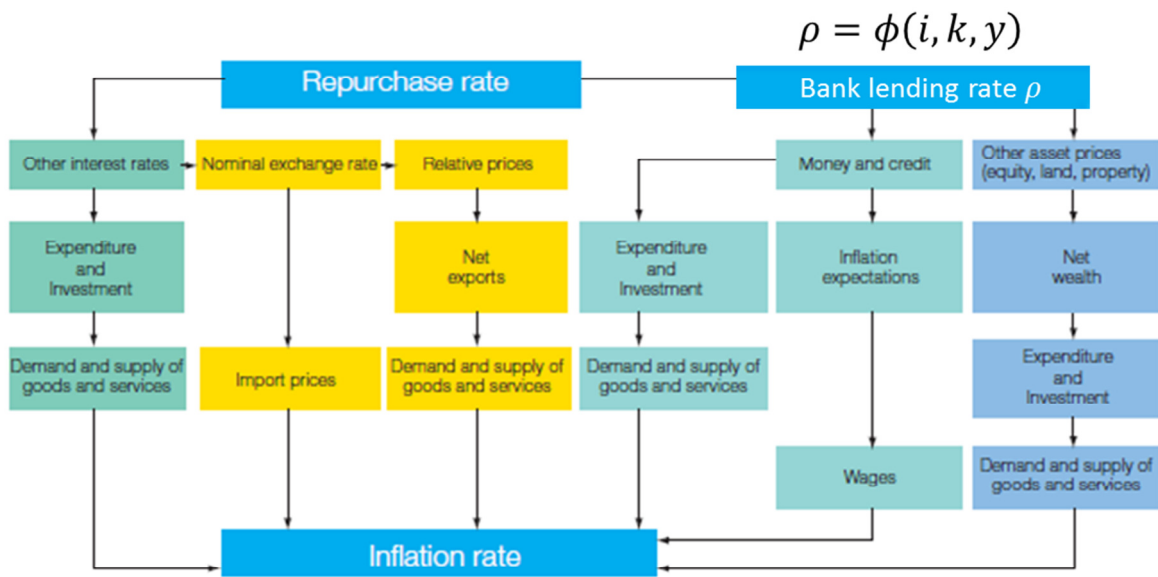 ρ = ϕ(i, k, y)
Repurchase rate
Bank lending rate ρ
Other interest rates
Nominal exchange rate
Relative prices
Money and credit
Other asset prices
(equity, land, property)
Expenditure
and
Investment
Net
exports
Expenditure
and
Investment
Inflation
expectations
Net
wealth
Demand and supply of
goods and services
Import prices
Demand and supply of
goods and services
Demand and supply of
goods and services
Expenditure
and
Investment
Wages
Demand and supply of
goods and services
Inflation rate